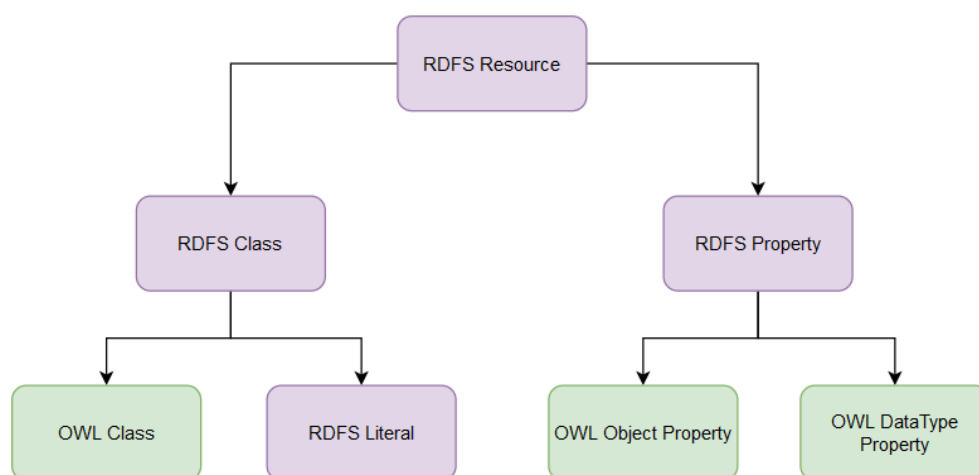 RDFS Resource
RDFS Class
RDFS Property
OWL Class
RDFS Literal
OWL Object Property
OWL DataType
Property